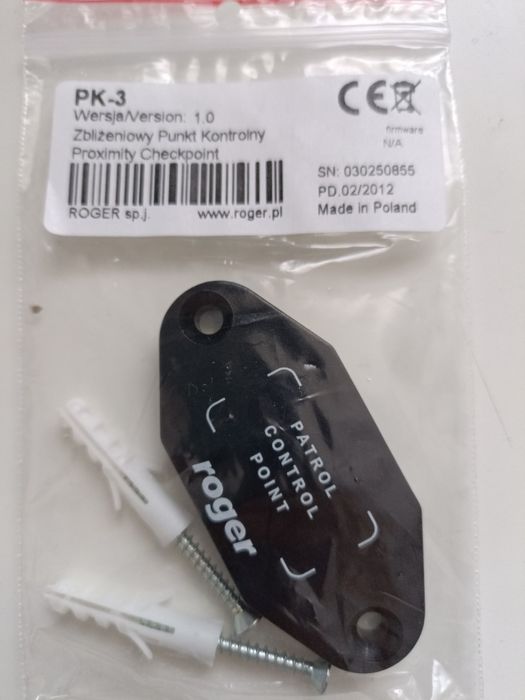 PK-3
Wersja/Version: 1.0
Zbliżeniowy Punkt Kontrolny
Proximity Checkpoint
ROGER sp.j. www.roger.pl
CE
firmware
N/A
SN: 030250855
PD.02/2012
Made in Poland
PATROL
CONTROL
POINT
roger